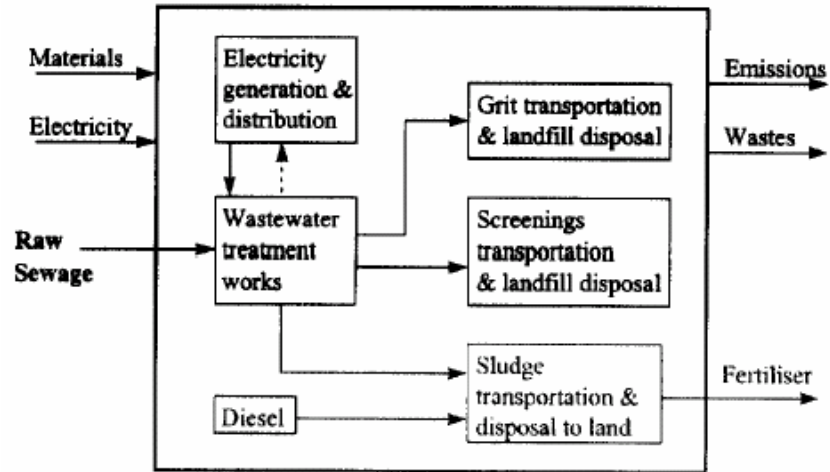 Materials
Electricity
Raw
Sewage
Electricity
generation &
distribution
Wastewater
treatment
works
Diesel
Grit transportation
& landfill disposal
Screenings
transportation
& landfill disposal
Sludge
transportation &
disposal to land
Emissions
Wastes
Fertiliser